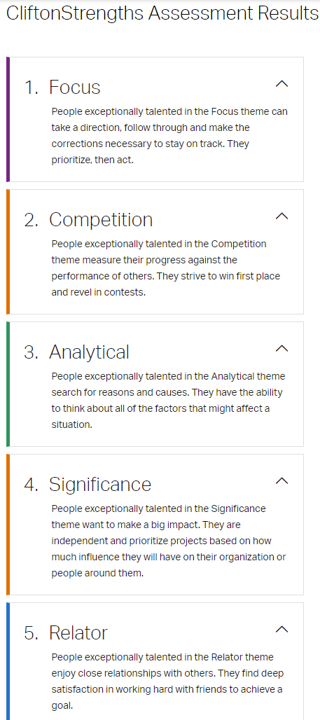 CliftonStrengths Assessment Results
1. Focus
People exceptionally talented in the Focus theme can
take a direction, follow through and make the
corrections necessary to stay on track. They
prioritize, then act.
2. Competition
People exceptionally talented in the Competition
theme measure their progress against the
performance of others. They strive to win first place
and revel in contests.
3. Analytical
People exceptionally talented in the Analytical theme
search for reasons and causes. They have the ability
to think about all of the factors that might affect a
situation.
4. Significance
People exceptionally talented in the Significance
theme want to make a big impact. They are
independent and prioritize projects based on how
much influence they will have on their organization or
people around them.
5. Relator
People exceptionally talented in the Relator theme
enjoy close relationships with others. They find deep
satisfaction in working hard with friends to achieve a
goal.